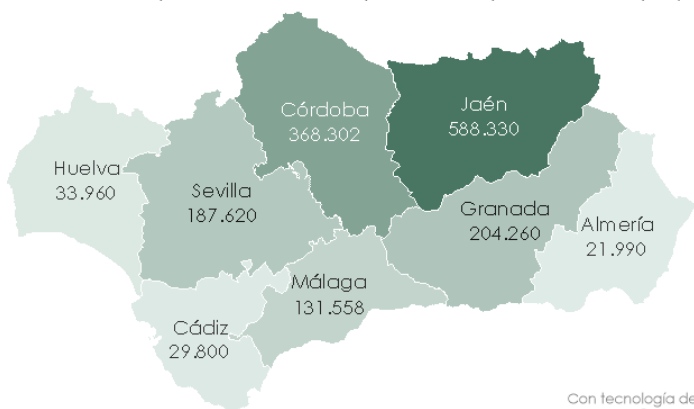 Córdoba
368.302
Jaén
588.330
Huelva
33.960
Sevilla
187.620
Granada
204.260
Almería
21.990
Málaga
131.558
Cádiz
29.800
Con tecnología de